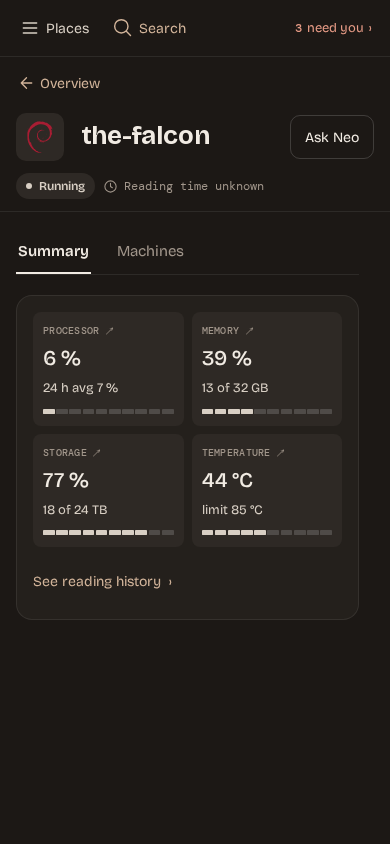 Places
Search
3 need you ›
Overview
the-falcon
Ask Neo
Running
Reading time unknown
Summary
Machines
PROCESSOR ↗
6 %
24 h avg 7 %
MEMORY ↗
39 %
13 of 32 GB
STORAGE ↗
77 %
18 of 24 TB
TEMPERATURE ↗
44 °C
limit 85 °C
See reading history ›